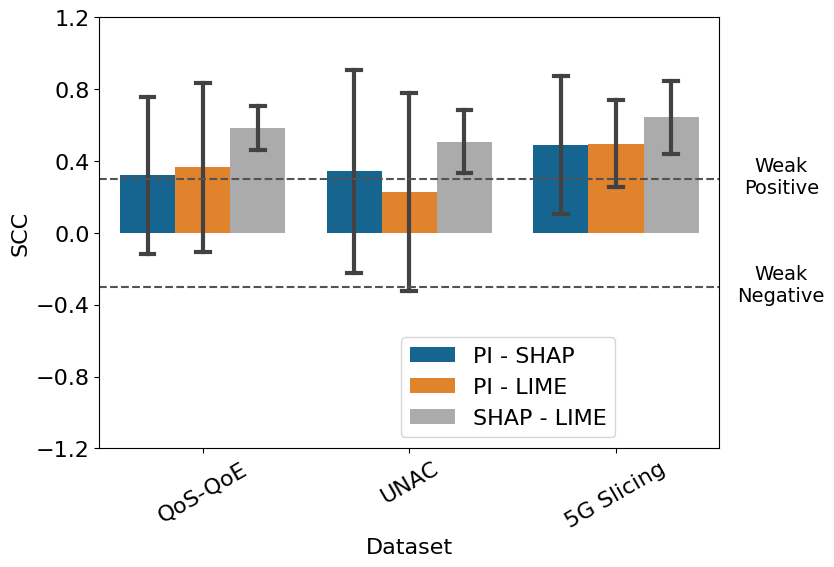 1.2
0.8
0.4
0.0
−0.4
−0.8
−1.2
SCC
Weak
Positive
Weak
Negative
PI - SHAP
PI - LIME
SHAP - LIME
QoS-QoE
UNAC
5G Slicing
Dataset